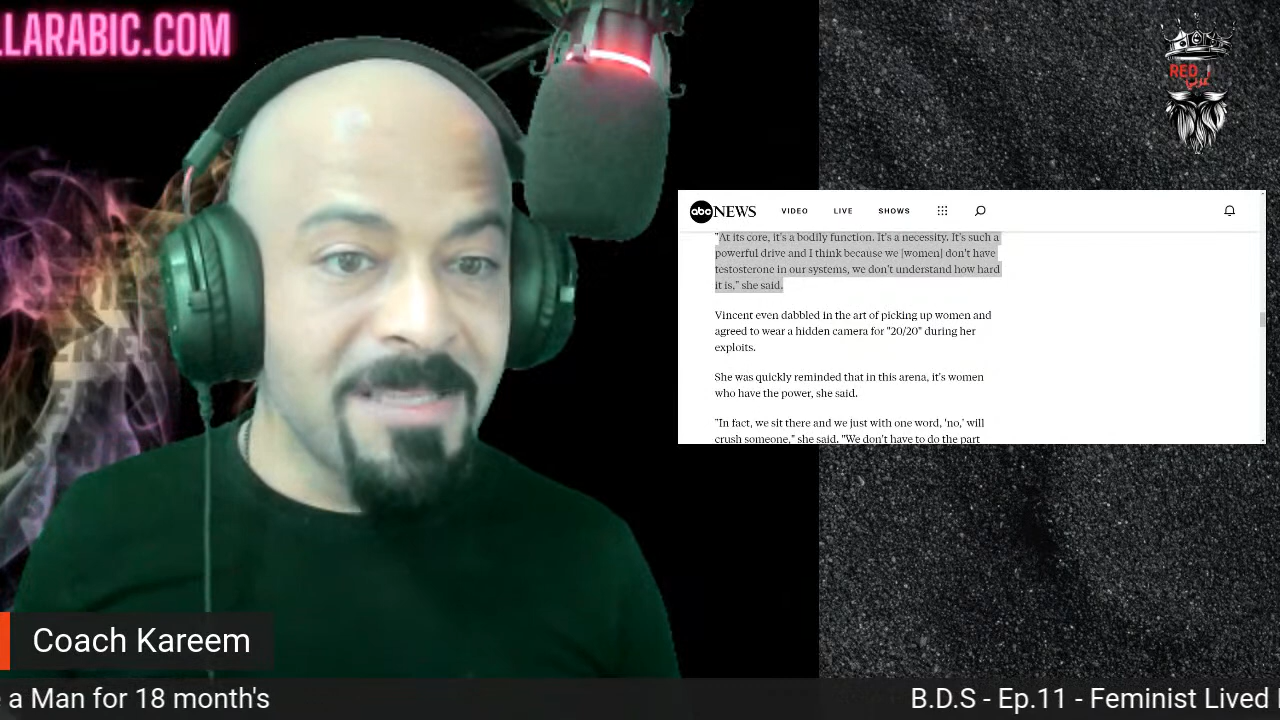 LLARABIC.COM
RED
abc NEWS VIDEO LIVE SHOWS
"At its core, it's a bodily function. It's a necessity. It's such a
powerful drive and I think because we [women] don't have
testosterone in our systems, we don't understand how hard
it is," she said.
Vincent even dabbled in the art of picking up women and
agreed to wear a hidden camera for "20/20" during her
exploits.
She was quickly reminded that in this arena, it's women
who have the power, she said.
"In fact, we sit there and we just with one word, 'no,' will
crush someone," she said. "We don't have to do the part
Coach Kareem
a Man for 18 month's
B.D.S - Ep.11 - Feminist Lived